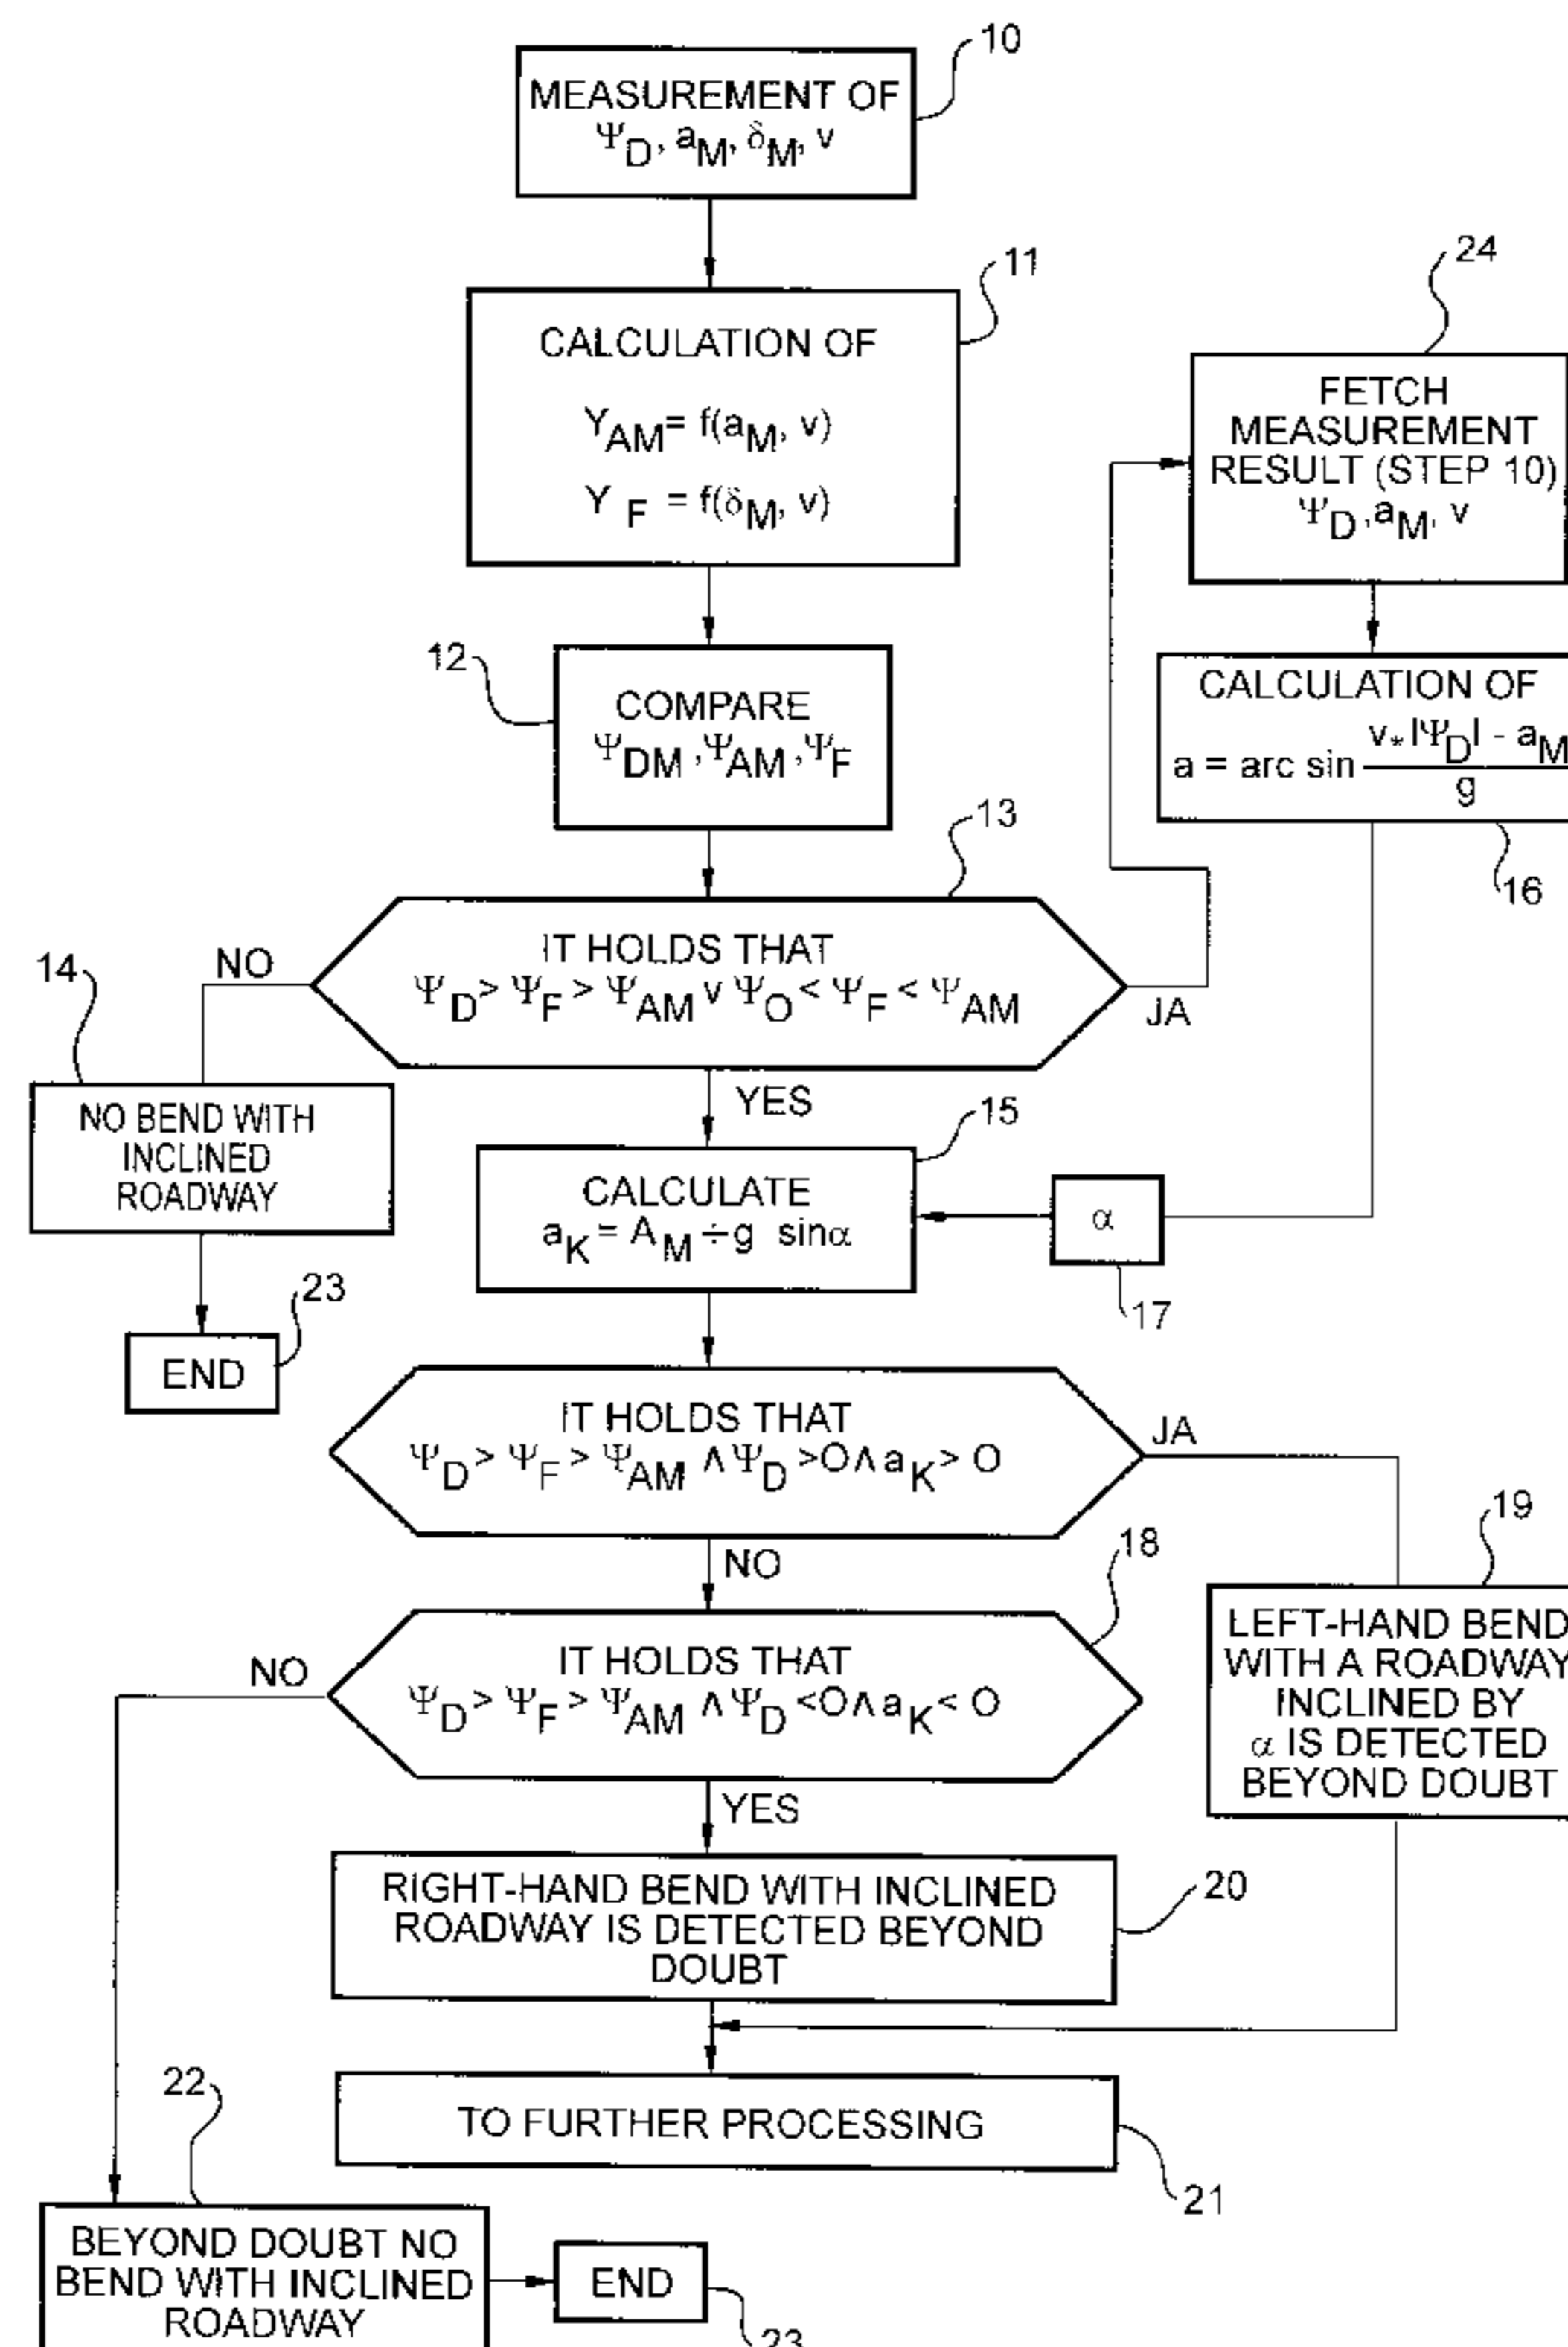 10
MEASUREMENT OF
Ψ_D, a_M, δ_M, v
11
CALCULATION OF
Y_AM = f(a_M, v)
Y_F = f(δ_M, v)
24
FETCH
MEASUREMENT
RESULT (STEP 10)
Ψ_D, a_M, v
12
COMPARE
Ψ_DM, Ψ_AM, Ψ_F
CALCULATION OF
a = arc sin (v * |Ψ_D| - a_M) / g
16
13
IT HOLDS THAT
Ψ_D > Ψ_F > Ψ_AM v Ψ_O < Ψ_F < Ψ_AM
NO
JA
14
NO BEND WITH
INCLINED
ROADWAY
YES
15
CALCULATE
a_K = A_M ÷ g sinα
α
17
23
END
IT HOLDS THAT
Ψ_D > Ψ_F > Ψ_AM ∧ Ψ_D > O ∧ a_K > O
JA
NO
18
19
LEFT-HAND BEND
WITH A ROADWAY
INCLINED BY
α IS DETECTED
BEYOND DOUBT
IT HOLDS THAT
Ψ_D > Ψ_F > Ψ_AM ∧ Ψ_D < O ∧ a_K < O
NO
YES
RIGHT-HAND BEND WITH INCLINED
ROADWAY IS DETECTED BEYOND
DOUBT
20
TO FURTHER PROCESSING
21
22
BEYOND DOUBT NO
BEND WITH INCLINED
ROADWAY
END
23